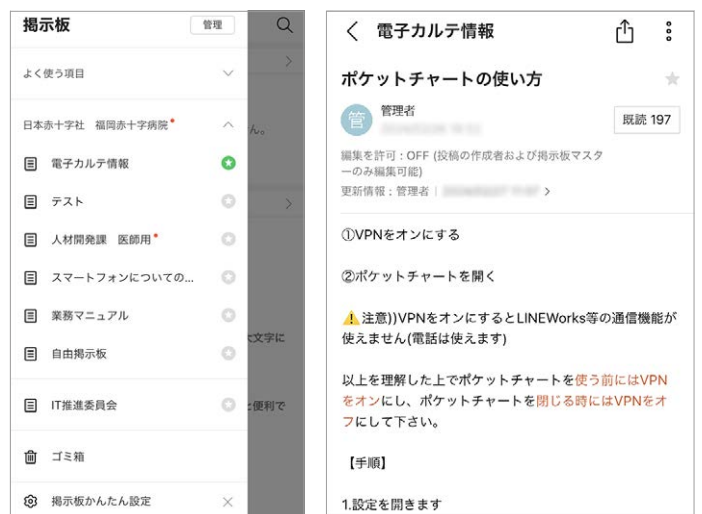 掲示板
管理
よく使う項目
日本赤十字社 福岡赤十字病院
電子カルテ情報
テスト
人材開発課 医師用
スマートフォンについての...
業務マニュアル
自由掲示板
IT推進委員会
ゴミ箱
掲示板かんたん設定
ん。
文字に
便利で
電子カルテ情報
ポケットチャートの使い方
管
管理者
既読 197
編集を許可 : OFF (投稿の作成者および掲示板マスタ
ーのみ編集可能)
更新情報 : 管理者
①VPNをオンにする
②ポケットチャートを開く
注意))VPNをオンにするとLINEWorks等の通信機能が
使えません(電話は使えます)
以上を理解した上でポケットチャートを使う前にはVPN
をオンにし、ポケットチャートを閉じる時にはVPNをオ
フにして下さい。
【手順】
1.設定を開きます